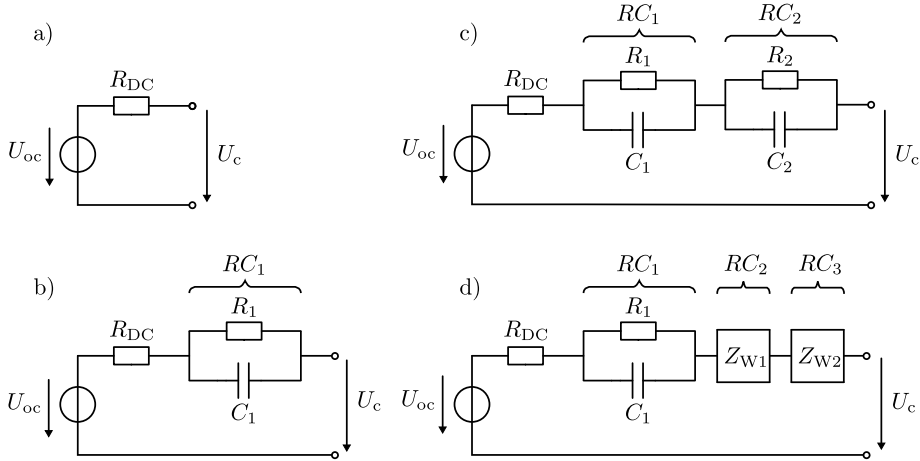 a)
R_DC
U_oc
U_c
b)
RC_1
R_1
R_DC
U_oc
C_1
U_c
c)
RC_1 RC_2
R_1 R_2
R_DC
U_oc
C_1 C_2
U_c
d)
RC_1 RC_2 RC_3
R_1
R_DC
Z_W1 Z_W2
U_oc
C_1
U_c